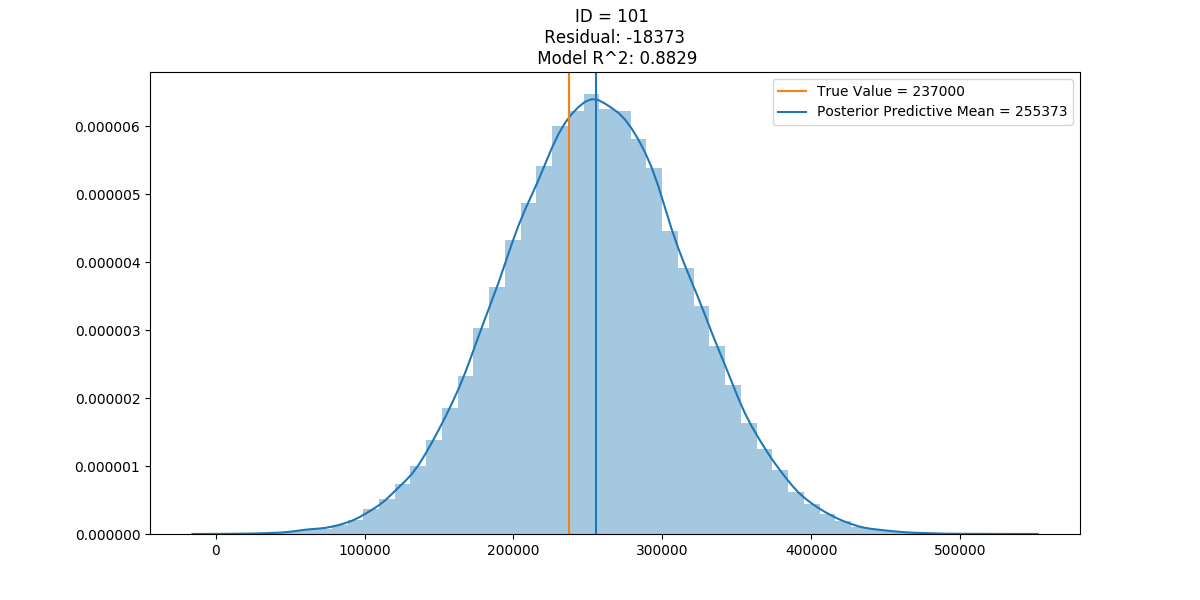 ID = 101
Residual: -18373
Model R^2: 0.8829
True Value = 237000
Posterior Predictive Mean = 255373
0.000006
0.000005
0.000004
0.000003
0.000002
0.000001
0.000000
0 100000 200000 300000 400000 500000